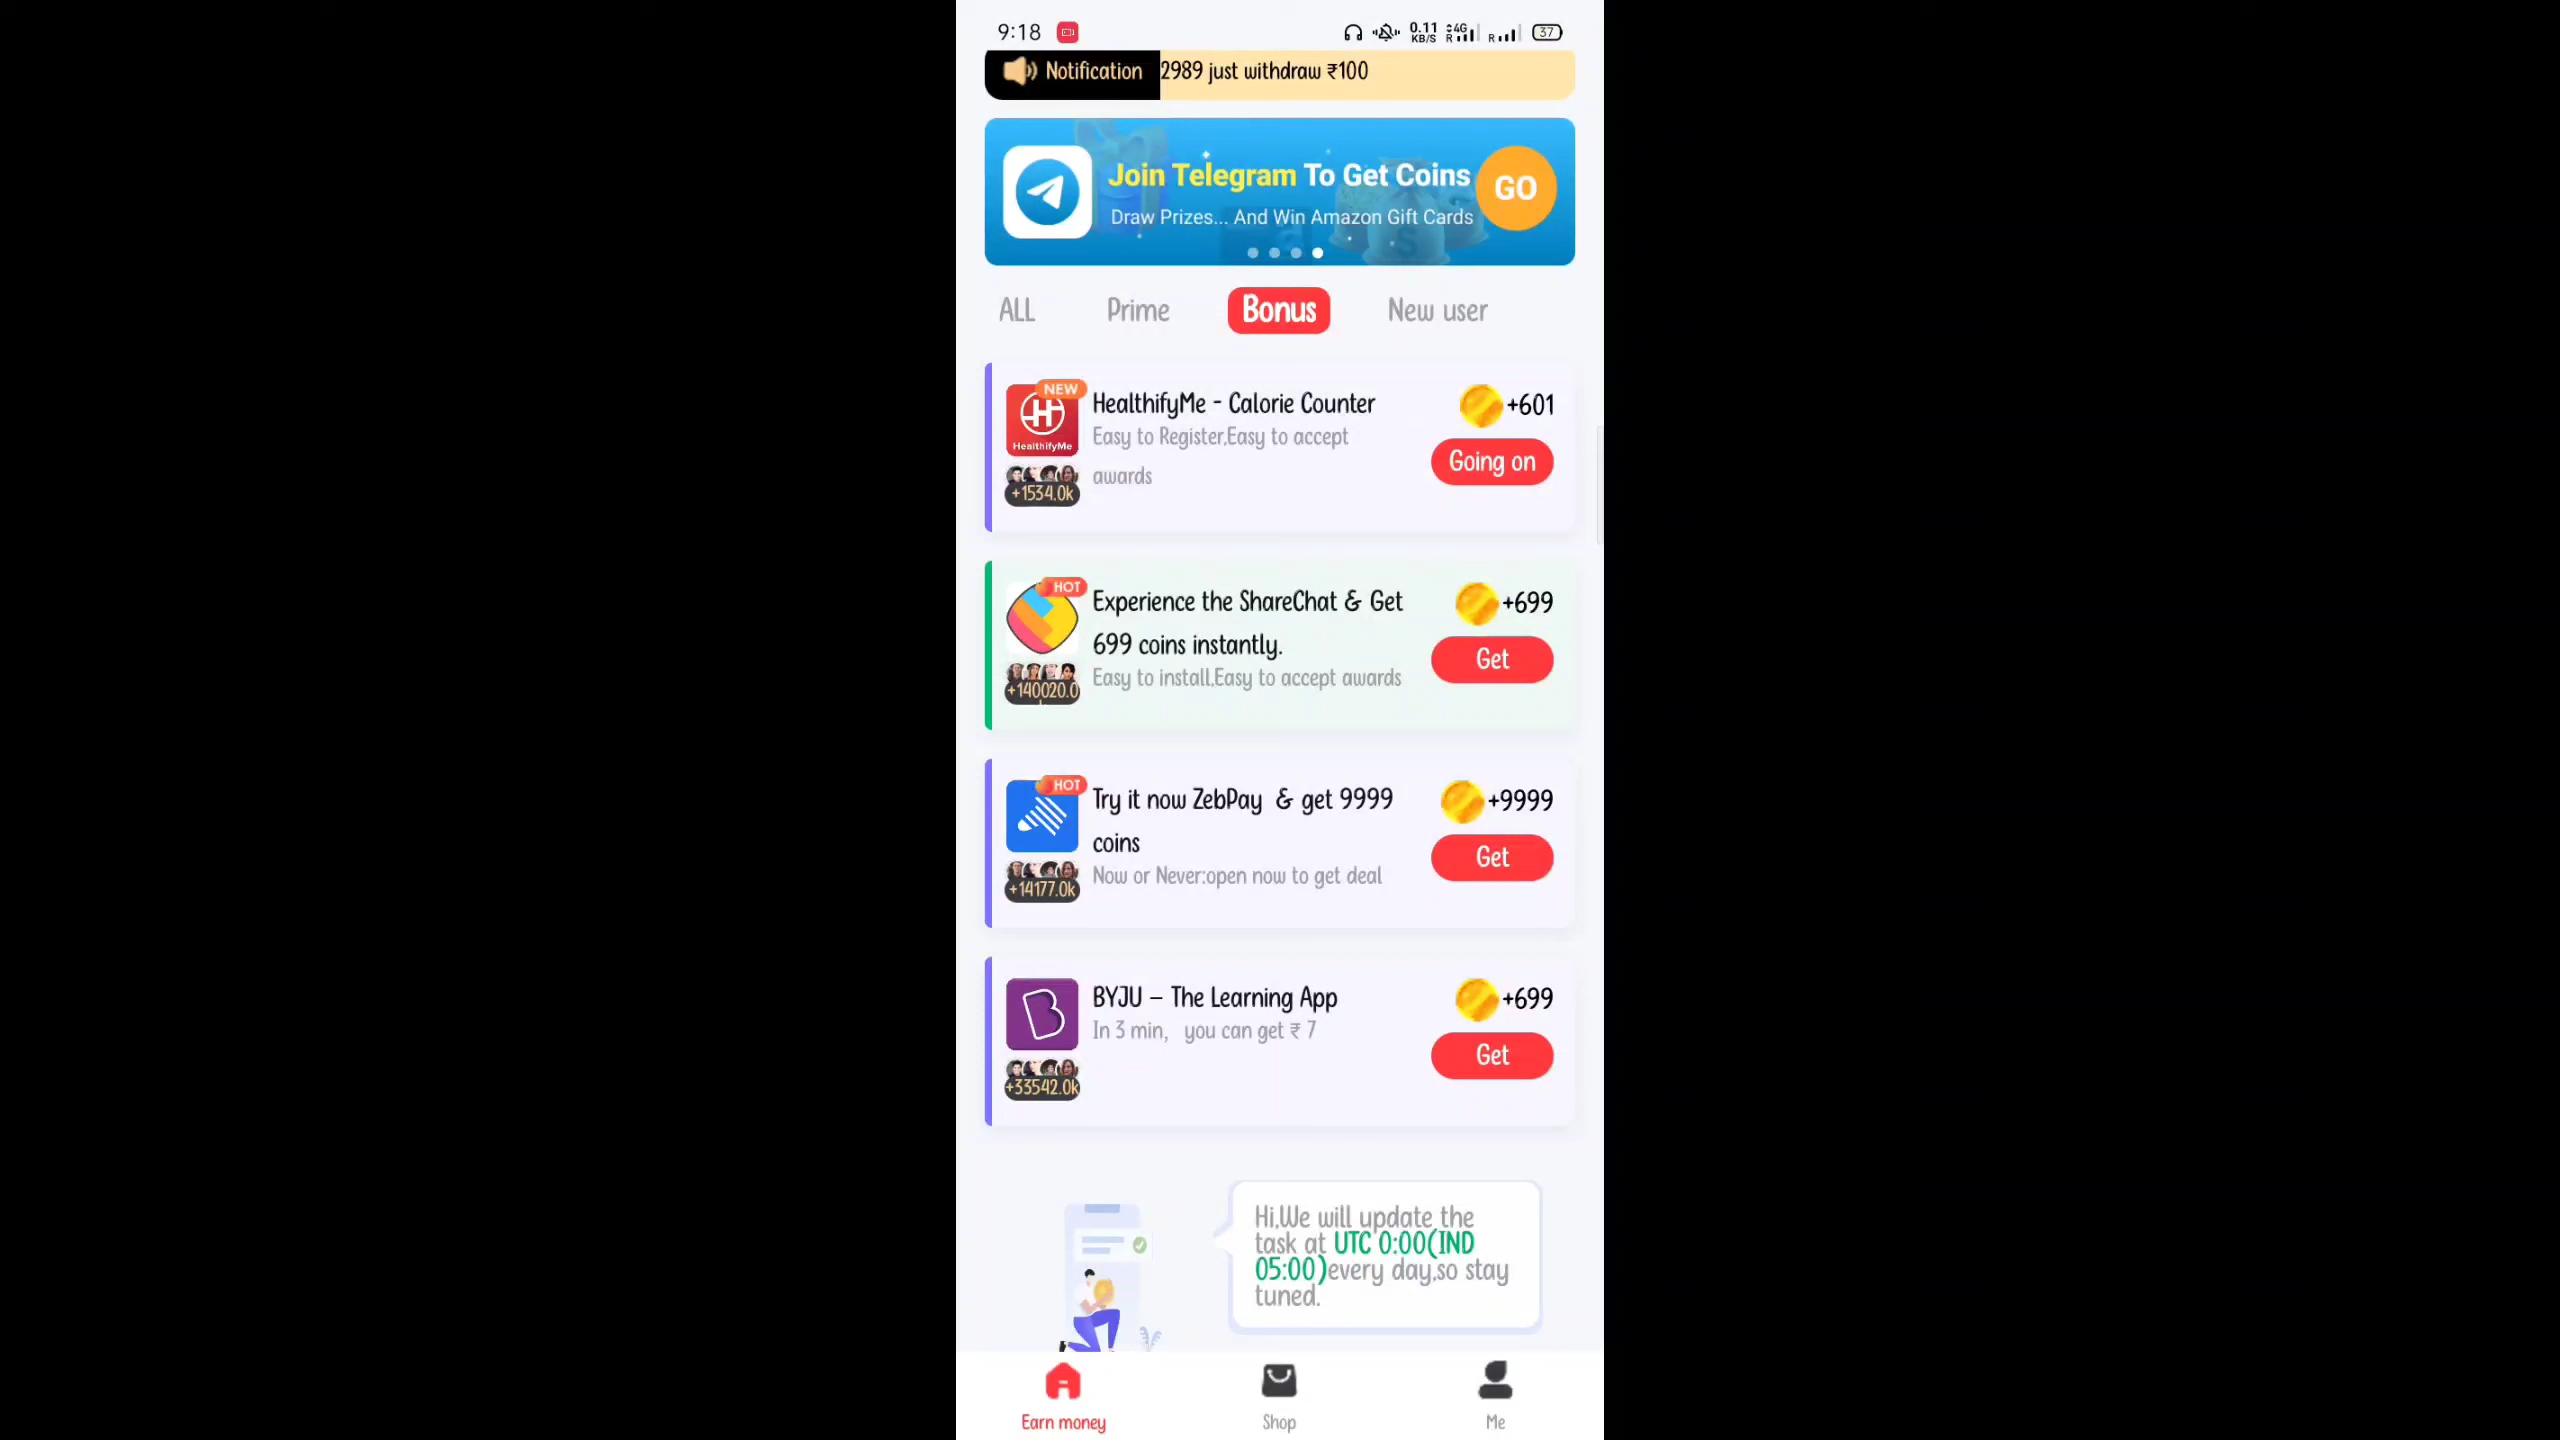 9:18
0.11
KB/S
4G
R
R
37
Notification
2989 just withdraw ₹100
Join Telegram To Get Coins
Draw Prizes... And Win Amazon Gift Cards
GO
ALL
Prime
Bonus
New user
NEW
HealthifyMe
+1534.0k
HealthifyMe - Calorie Counter
Easy to Register,Easy to accept
awards
+601
Going on
HOT
+140020.0
Experience the ShareChat & Get
699 coins instantly.
Easy to install,Easy to accept awards
+699
Get
HOT
+14177.0k
Try it now ZebPay & get 9999
coins
Now or Never:open now to get deal
+9999
Get
B
+33542.0k
BYJU – The Learning App
In 3 min, you can get ₹ 7
+699
Get
Hi,We will update the
task at UTC 0:00(IND
05:00)every day,so stay
tuned.
Earn money
Shop
Me